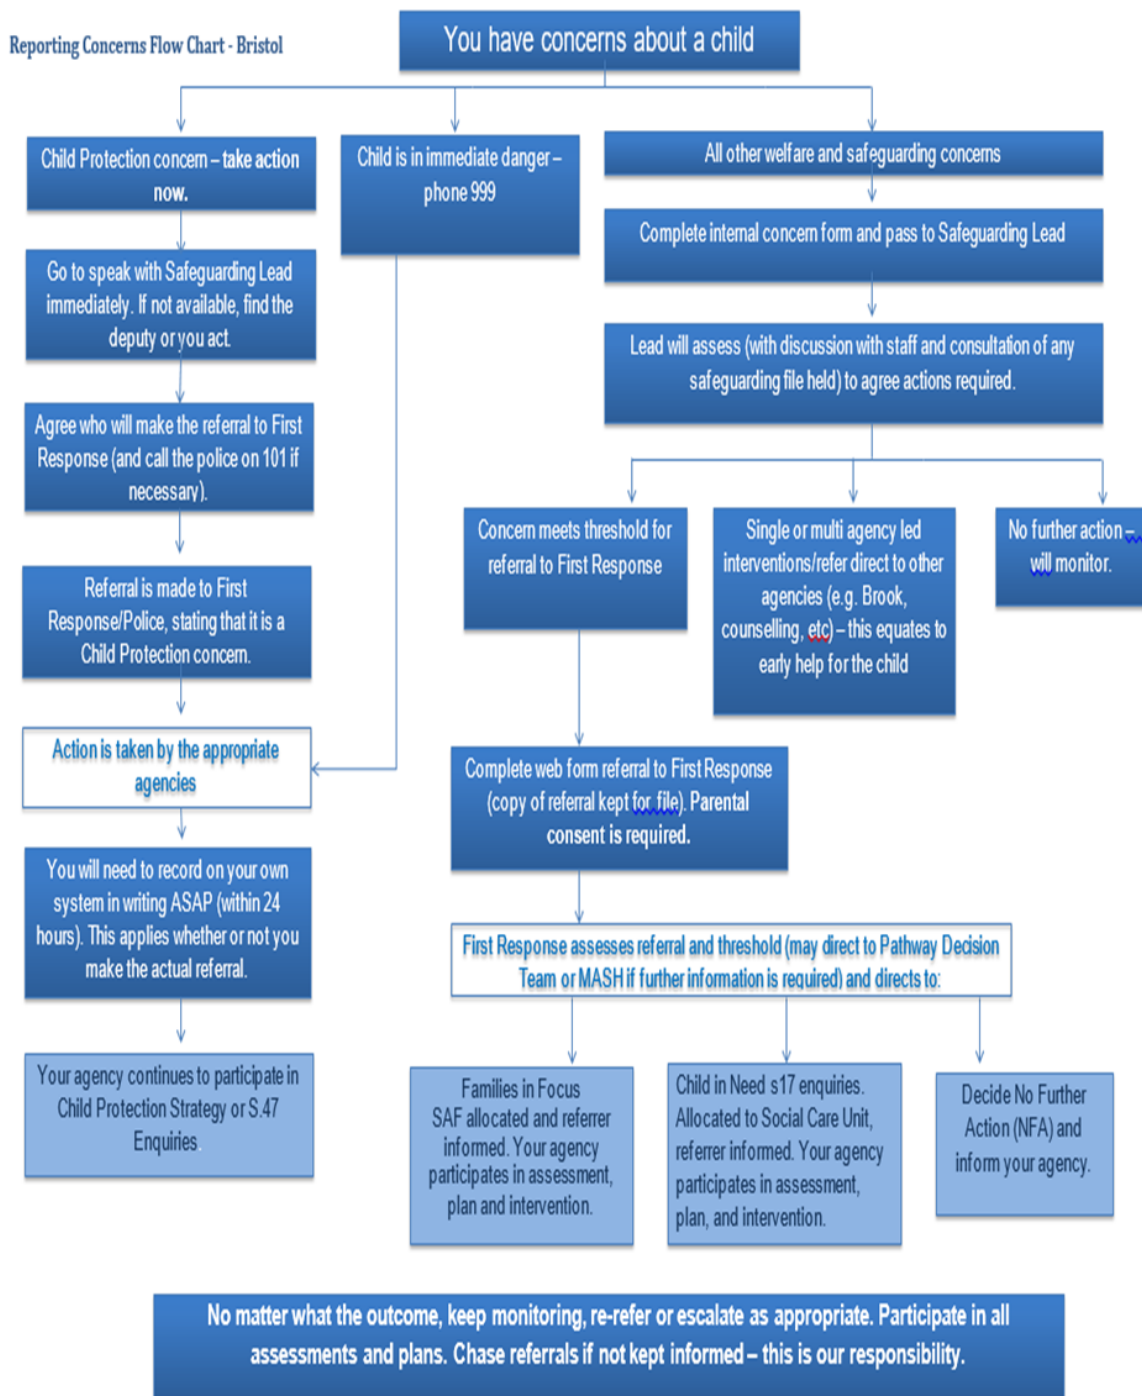 Reporting Concerns Flow Chart - Bristol
You have concerns about a child
Child Protection concern – take action
now.
Child is in immediate danger –
phone 999
All other welfare and safeguarding concerns
Go to speak with Safeguarding Lead
immediately. If not available, find the
deputy or you act.
Complete internal concern form and pass to Safeguarding Lead
Lead will assess (with discussion with staff and consultation of any
safeguarding file held) to agree actions required.
Agree who will make the referral to First
Response (and call the police on 101 if
necessary).
Concern meets threshold for
referral to First Response
Single or multi agency led
interventions/refer direct to other
agencies (e.g. Brook,
counselling, etc) – this equates to
early help for the child
No further action –
will monitor.
Referral is made to First
Response/Police, stating that it is a
Child Protection concern.
Action is taken by the appropriate
agencies
Complete web form referral to First Response
(copy of referral kept for file). Parental
consent is required.
You will need to record on your own
system in writing ASAP (within 24
hours). This applies whether or not you
make the actual referral.
First Response assesses referral and threshold (may direct to Pathway Decision
Team or MASH if further information is required) and directs to:
Your agency continues to participate in
Child Protection Strategy or S.47
Enquiries.
Families in Focus
SAF allocated and referrer
informed. Your agency
participates in assessment,
plan and intervention.
Child in Need s17 enquiries.
Allocated to Social Care Unit,
referrer informed. Your agency
participates in assessment,
plan, and intervention.
Decide No Further
Action (NFA) and
inform your agency.
No matter what the outcome, keep monitoring, re-refer or escalate as appropriate. Participate in all
assessments and plans. Chase referrals if not kept informed – this is our responsibility.